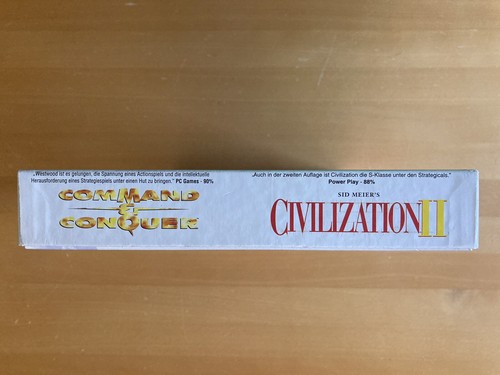 „Westwood ist es gelungen, die Spannung eines Actionspiels und die intellektuelle
Herausforderung eines Strategiespiels unter einen Hut zu bringen." PC Games - 90%
COMMAND
&
CONQUER
„Auch in der zweiten Auflage ist Civilization die S-Klasse unter den Strategicals."
Power Play - 88%
SID MEIER'S
CIVILIZATION II